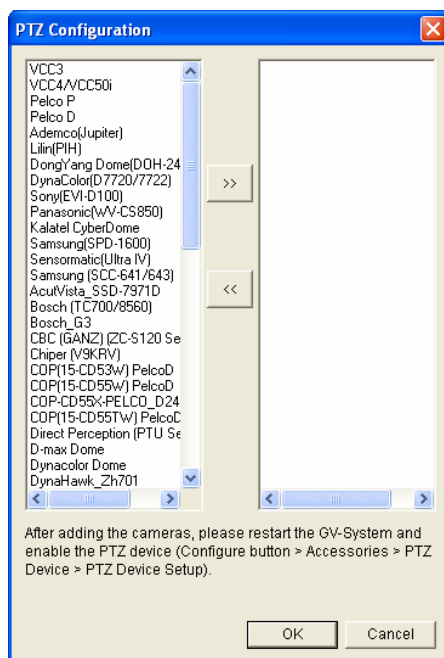 PTZ Configuration
VCC3
VCC4/VCC50i
Pelco P
Pelco D
Ademco(Jupiter)
Lilin(PIH)
DongYang Dome(DOH-24
DynaColor(D7720/7722)
Sony(EVI-D100)
Panasonic(WV-CS850)
Kalatel CyberDome
Samsung(SPD-1600)
Sensormatic(Ultra IV)
Samsung (SCC-641/643)
AcutVista_SSD-7971D
Bosch (TC700/8560)
Bosch_G3
CBC (GANZ) (ZC-S120 Se
Chiper (V9KRV)
COP(15-CD53W) PelcoD
COP(15-CD55W) PelcoD
COP-CD55X-PELCO_D24
COP(15-CD55TW) PelcoD
Direct Perception (PTU Se
D-max Dome
Dynacolor Dome
DynaHawk_Zh701
>>
<<
After adding the cameras, please restart the GV-System and
enable the PTZ device (Configure button > Accessories > PTZ
Device > PTZ Device Setup).
OK
Cancel